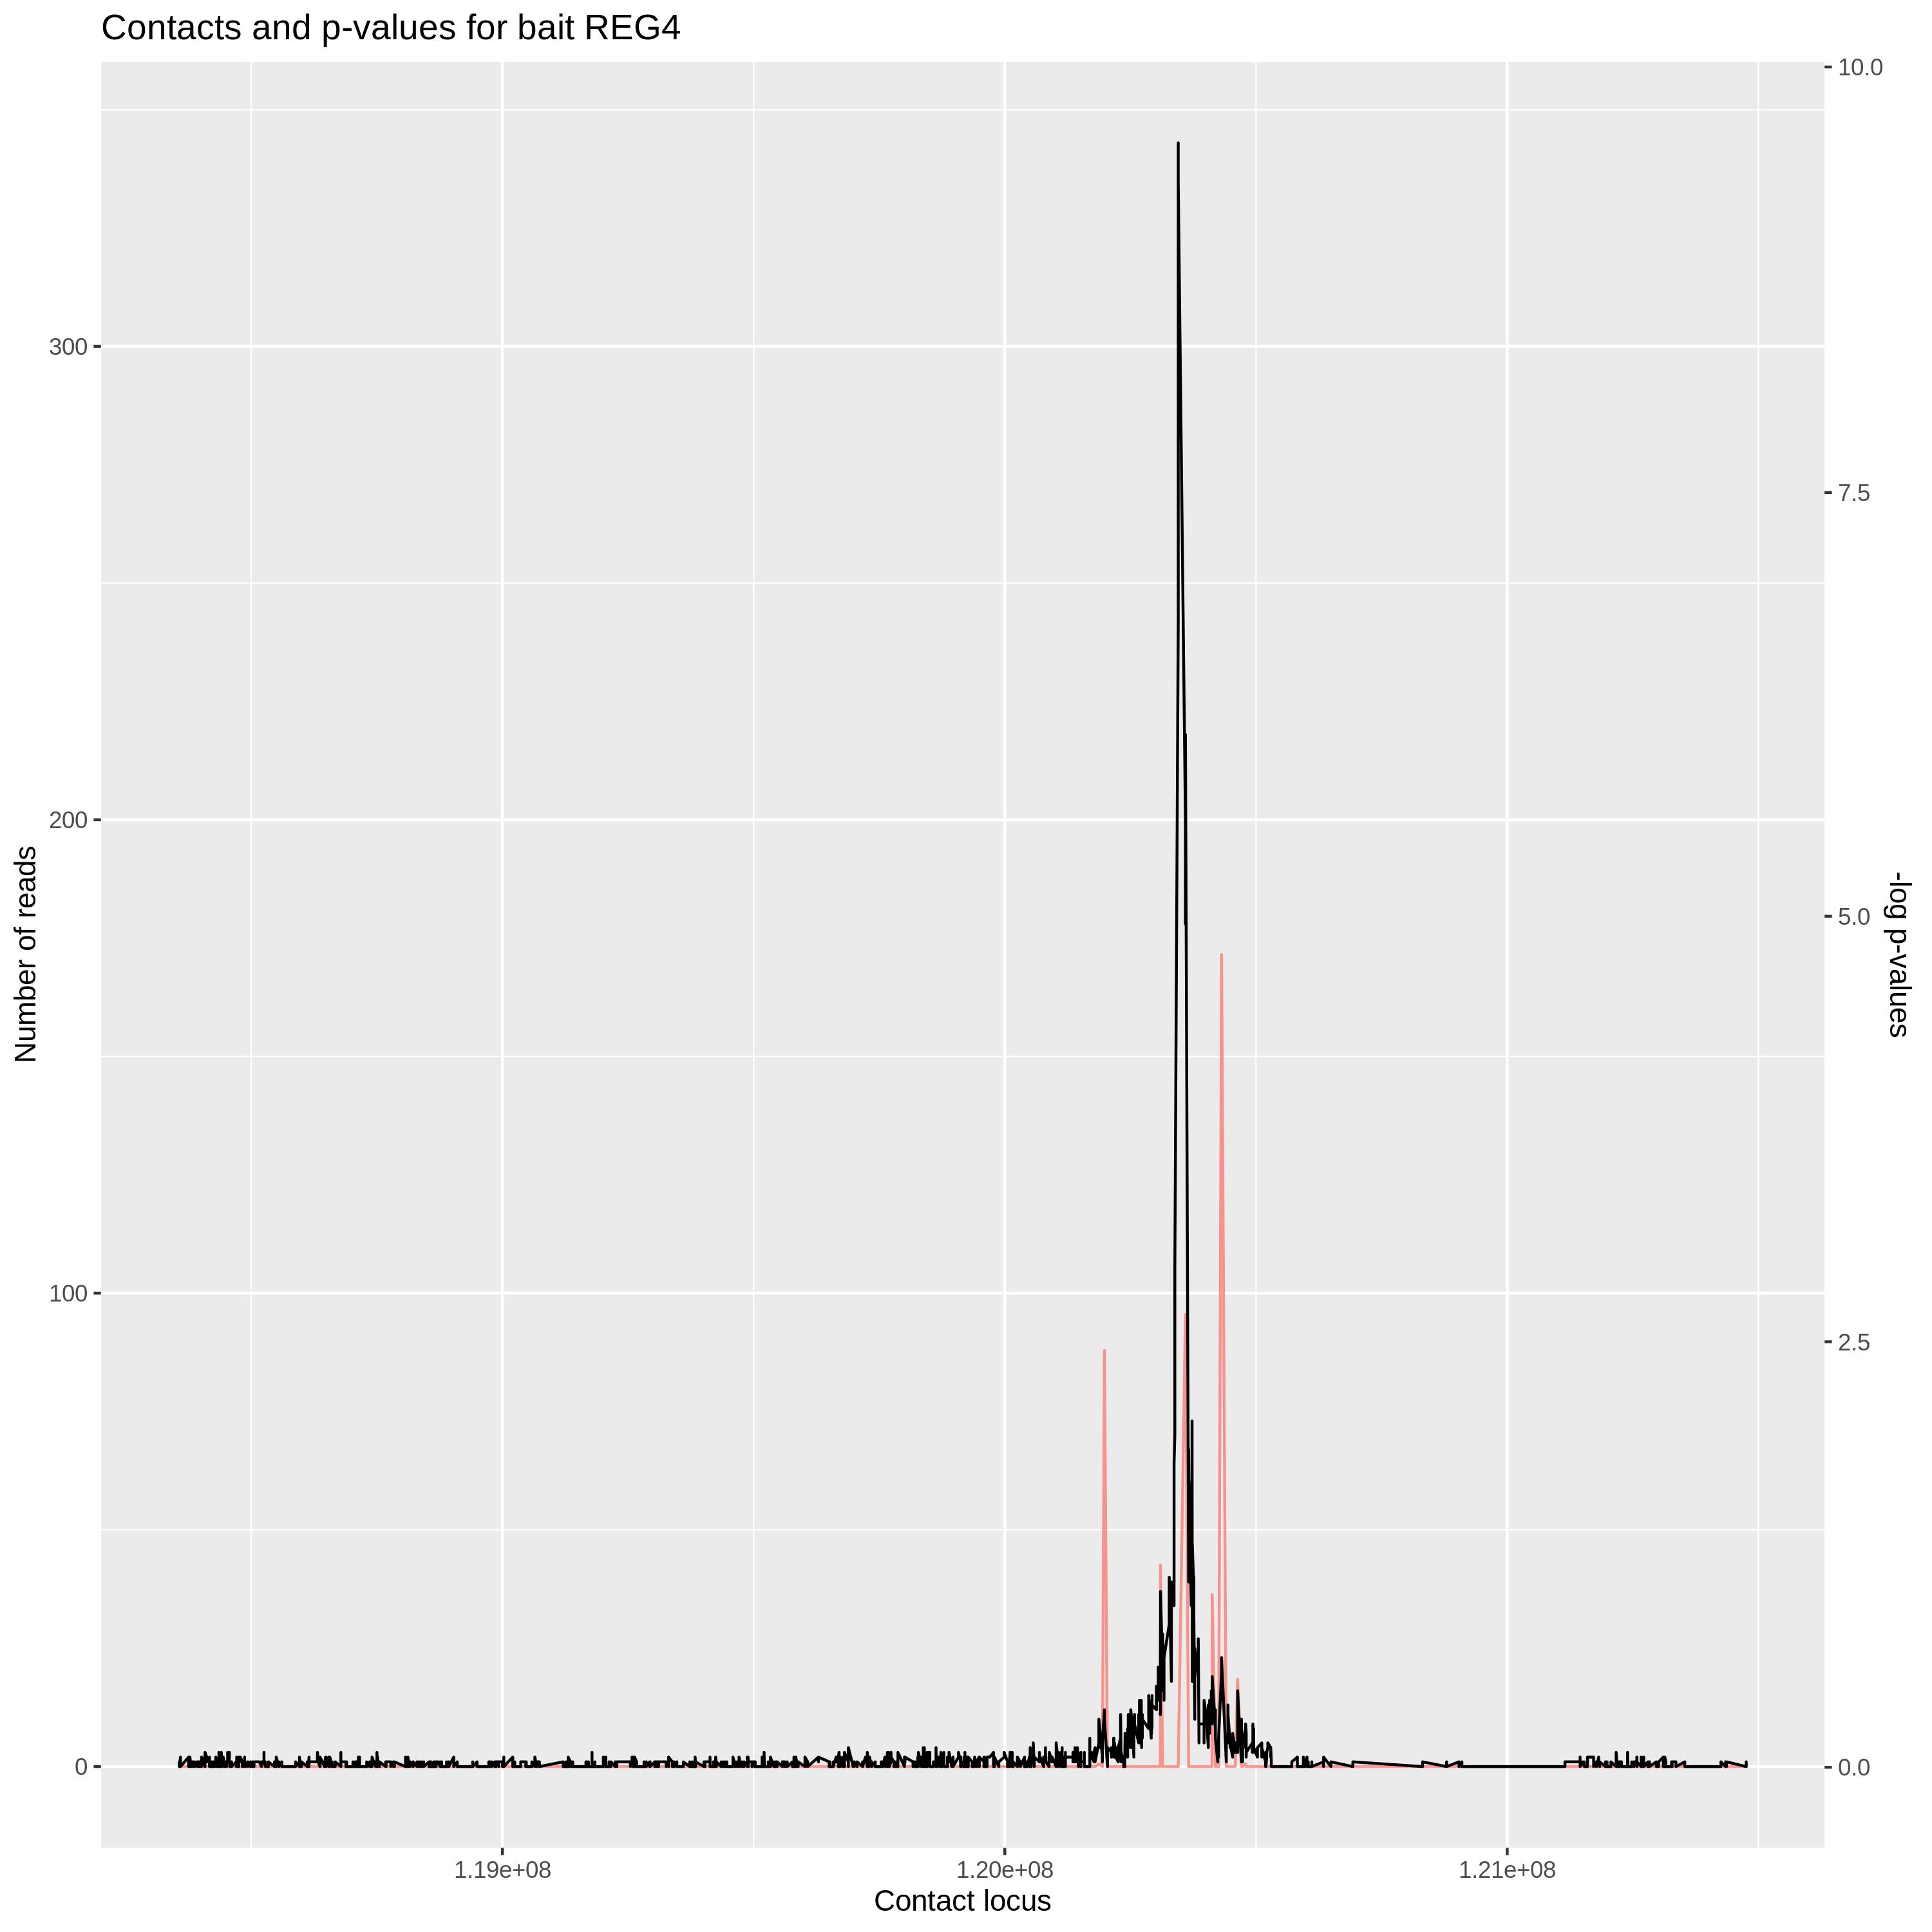 Contacts and p-values for bait REG4
10.0
300
7.5
200
5.0
Number of reads
-log p-values
100
2.5
0
0.0
1.19e+08
1.20e+08
1.21e+08
Contact locus